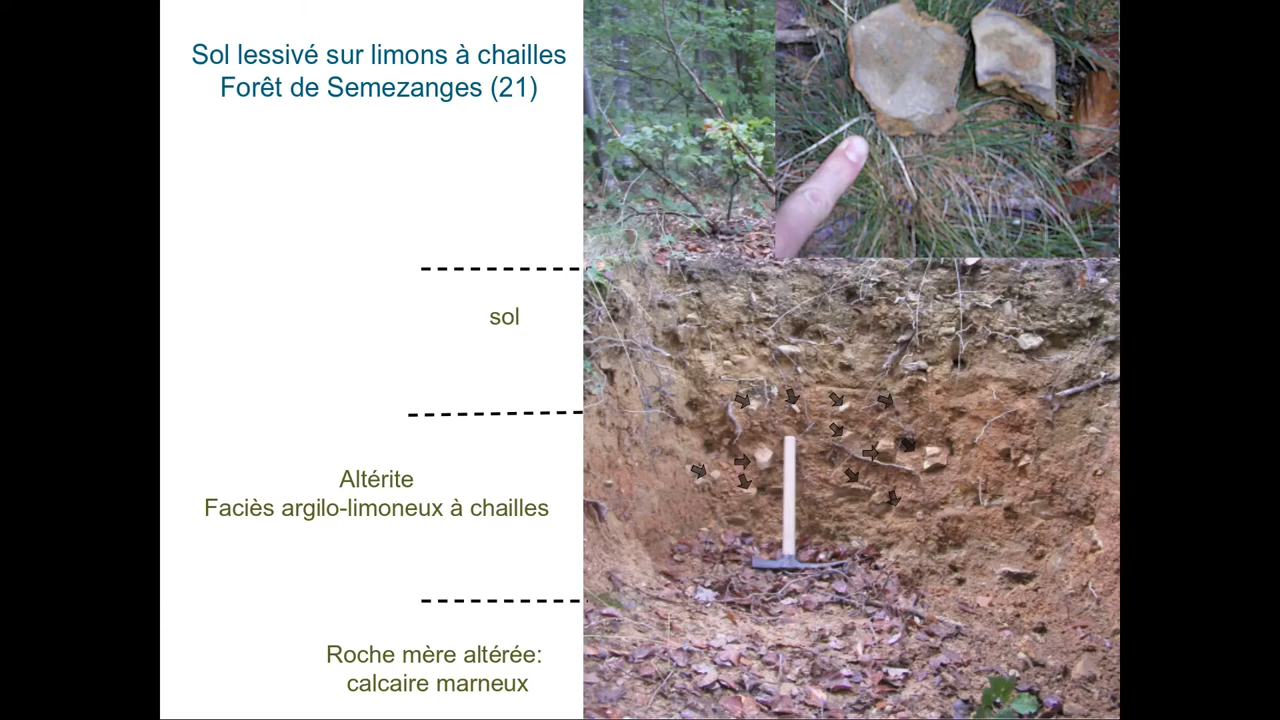 Sol lessivé sur limons à chailles
Forêt de Semezanges (21)
sol
Altérite
Faciès argilo-limoneux à chailles
Roche mère altérée:
calcaire marneux